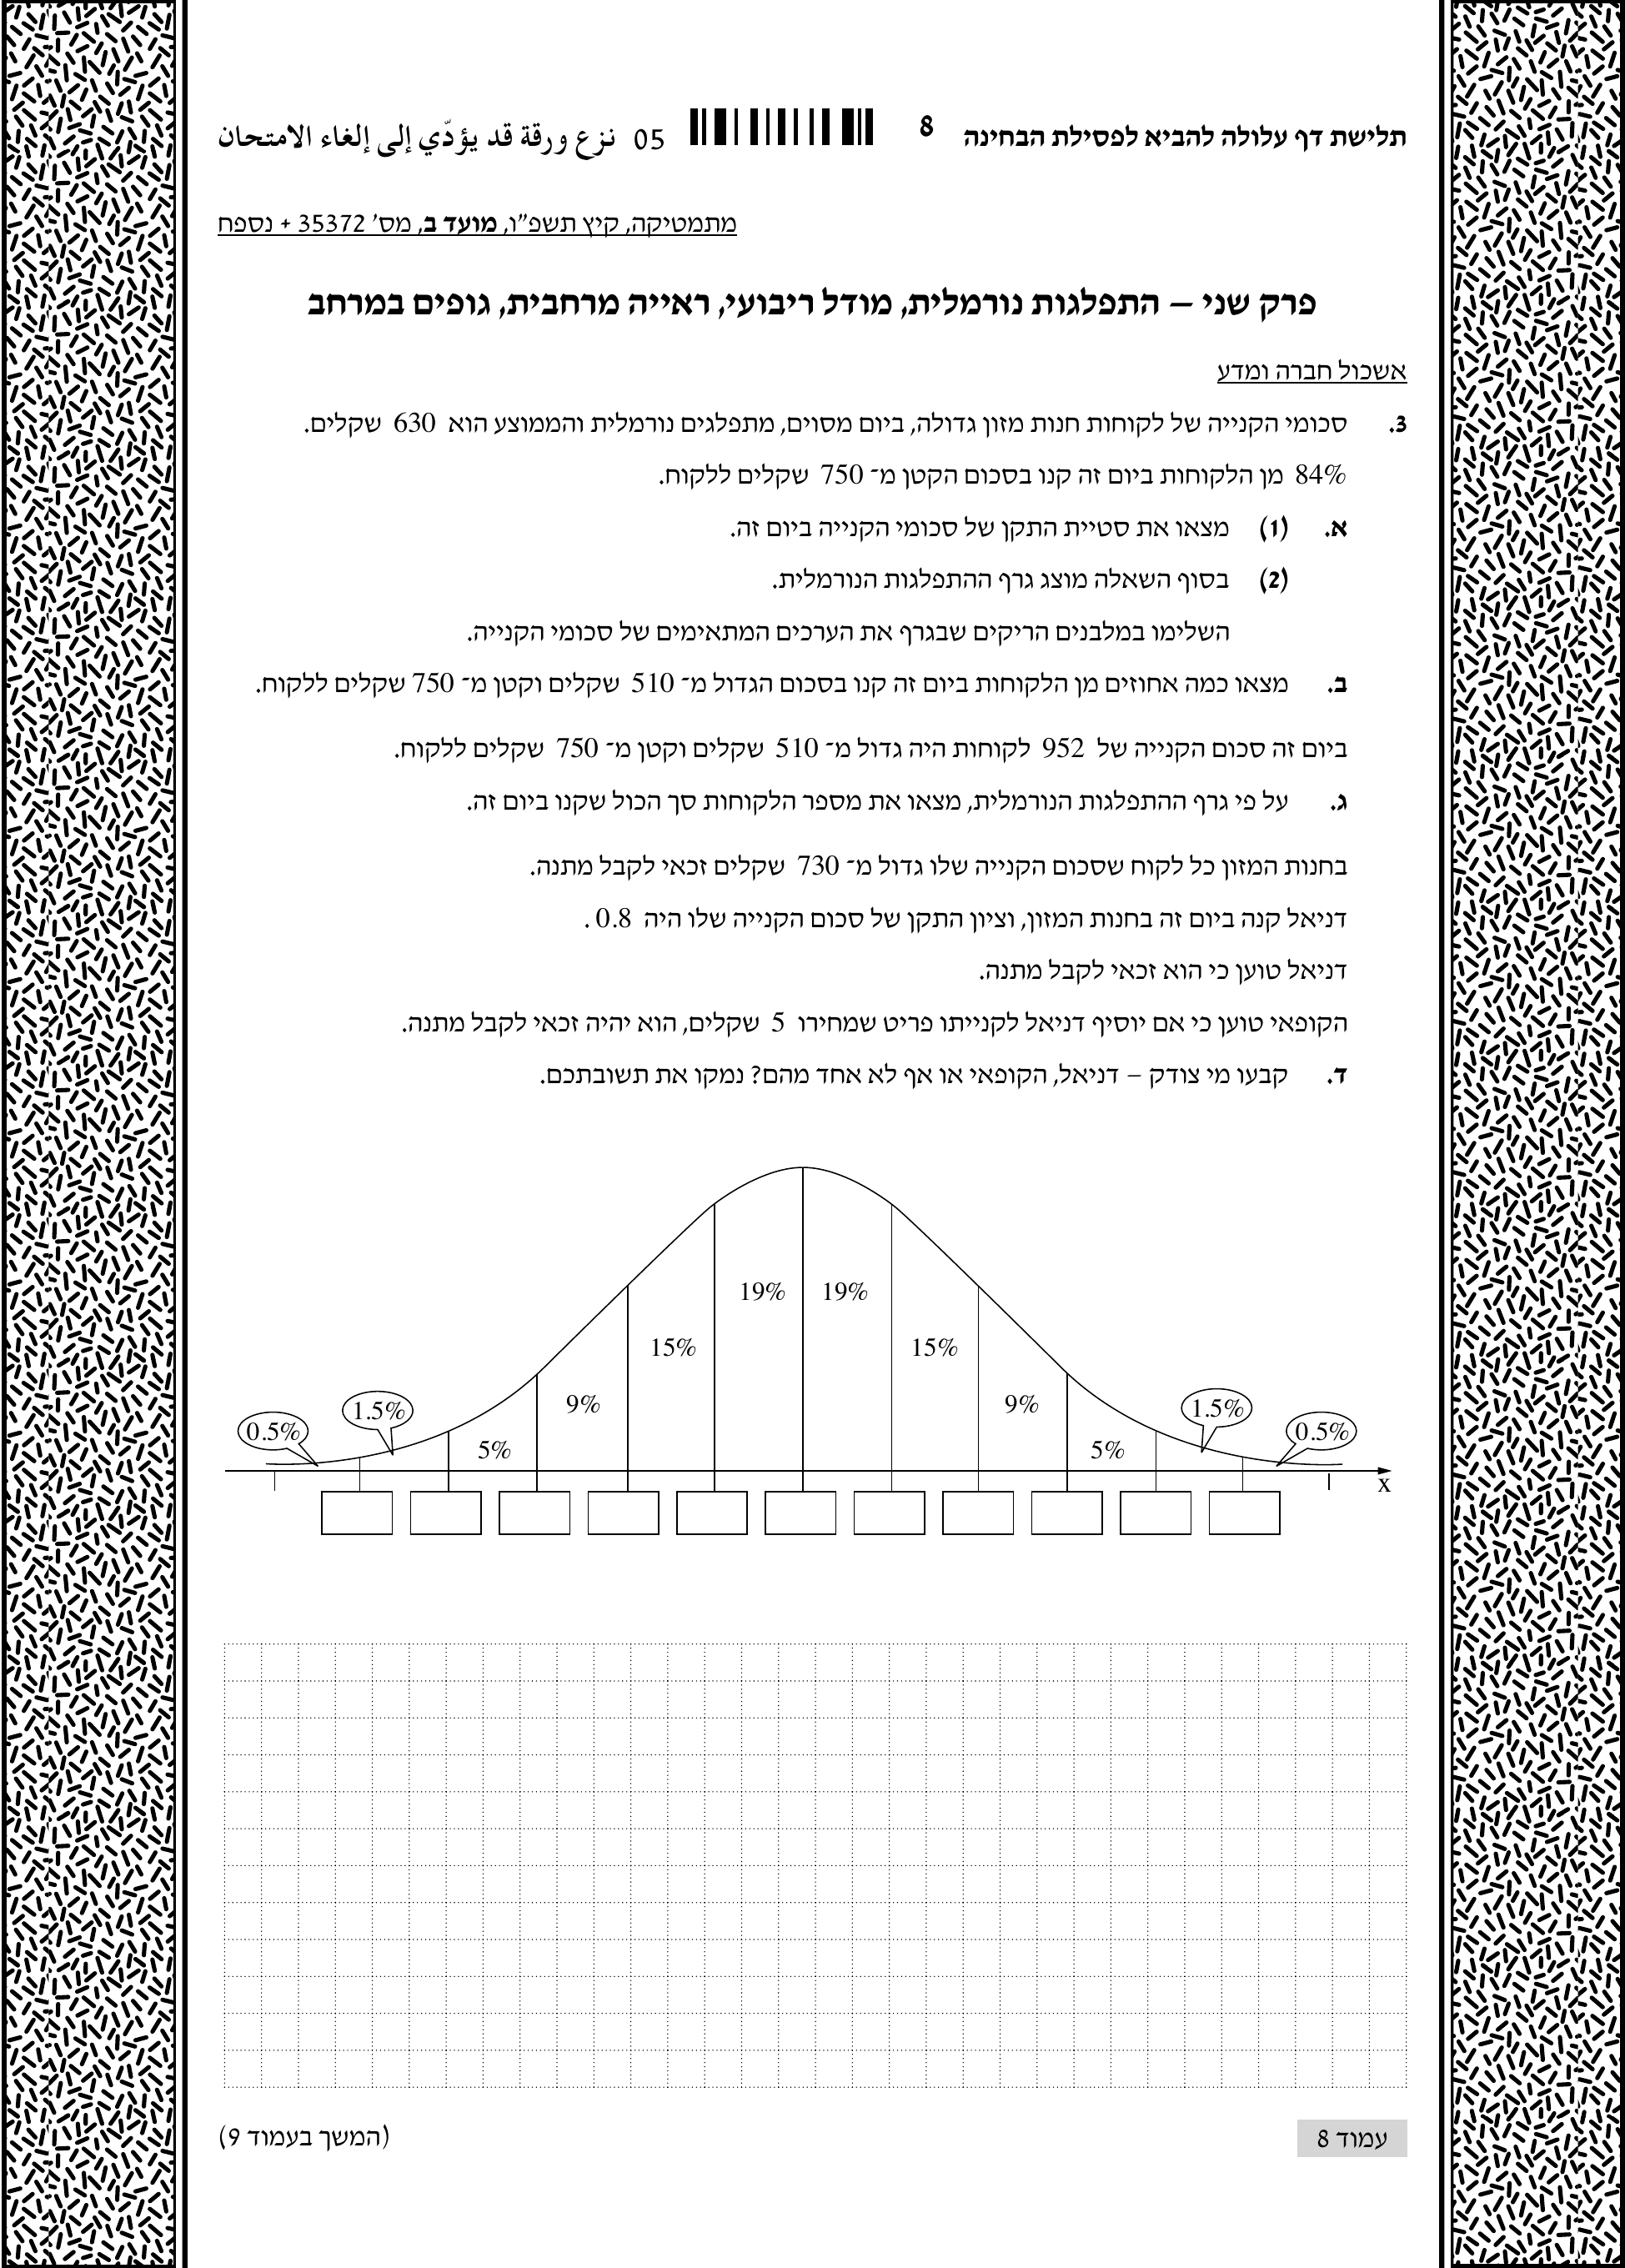 תלישת דף עלולה להביא לפסילת הבחינה 8 05 نزع ورقة قد يؤدّي إلى إلغاء الامتحان
מתמטיקה, קיץ תשפ"ו, מועד ב, מס' 35372 + נספח
פרק שני – התפלגות נורמלית, מודל ריבועי, ראייה מרחבית, גופים במרחב
אשכול חברה ומדע
3. סכומי הקנייה של לקוחות חנות מזון גדולה, ביום מסוים, מתפלגים נורמלית והממוצע הוא 630 שקלים.
84% מן הלקוחות ביום זה קנו בסכום הקטן מ־ 750 שקלים ללקוח.
א. (1) מצאו את סטיית התקן של סכומי הקנייה ביום זה.
(2) בסוף השאלה מוצג גרף ההתפלגות הנורמלית.
השלימו במלבנים הריקים שבגרף את הערכים המתאימים של סכומי הקנייה.
ב. מצאו כמה אחוזים מן הלקוחות ביום זה קנו בסכום הגדול מ־ 510 שקלים וקטן מ־ 750 שקלים ללקוח.
ביום זה סכום הקנייה של 952 לקוחות היה גדול מ־ 510 שקלים וקטן מ־ 750 שקלים ללקוח.
ג. על פי גרף ההתפלגות הנורמלית, מצאו את מספר הלקוחות סך הכול שקנו ביום זה.
בחנות המזון כל לקוח שסכום הקנייה שלו גדול מ־ 730 שקלים זכאי לקבל מתנה.
דניאל קנה ביום זה בחנות המזון, וציון התקן של סכום הקנייה שלו היה 0.8 .
דניאל טוען כי הוא זכאי לקבל מתנה.
הקופאי טוען כי אם יוסיף דניאל לקנייתו פריט שמחירו 5 שקלים, הוא יהיה זכאי לקבל מתנה.
ד. קבעו מי צודק – דניאל, הקופאי או אף לא אחד מהם? נמקו את תשובתכם.
0.5% 1.5% 5% 9% 15% 19% 19% 15% 9% 5% 1.5% 0.5%
x
עמוד 8 (המשך בעמוד 9)